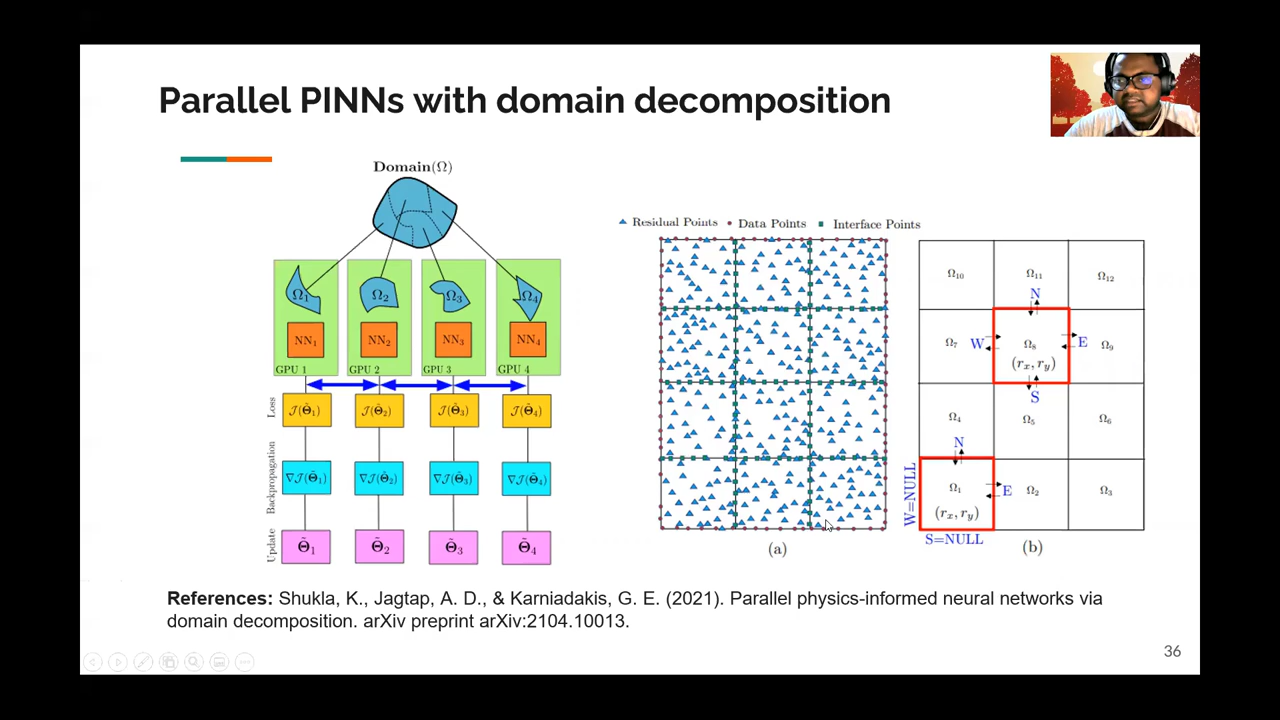 Parallel PINNs with domain decomposition
Domain(Ω)
Ω₁ Ω₂ Ω₃ Ω₄
NN₁ NN₂ NN₃ NN₄
GPU 1 GPU 2 GPU 3 GPU 4
Loss
𝒥(Θ̃₁) 𝒥(Θ̃₂) 𝒥(Θ̃₃) 𝒥(Θ̃₄)
Backpropagation
∇𝒥(Θ̃₁) ∇𝒥(Θ̃₂) ∇𝒥(Θ̃₃) ∇𝒥(Θ̃₄)
Update
Θ̃₁ Θ̃₂ Θ̃₃ Θ̃₄
Residual Points Data Points Interface Points
(a)
Ω₁₀ Ω₁₁ Ω₁₂
N
Ω₇ W Ω₈ E Ω₉
(rₓ, rᵧ)
S
Ω₄ Ω₅ Ω₆
N
Ω₁ E Ω₂ Ω₃
(rₓ, rᵧ)
W=NULL
S=NULL
(b)
References: Shukla, K., Jagtap, A. D., & Karniadakis, G. E. (2021). Parallel physics-informed neural networks via
domain decomposition. arXiv preprint arXiv:2104.10013.
36